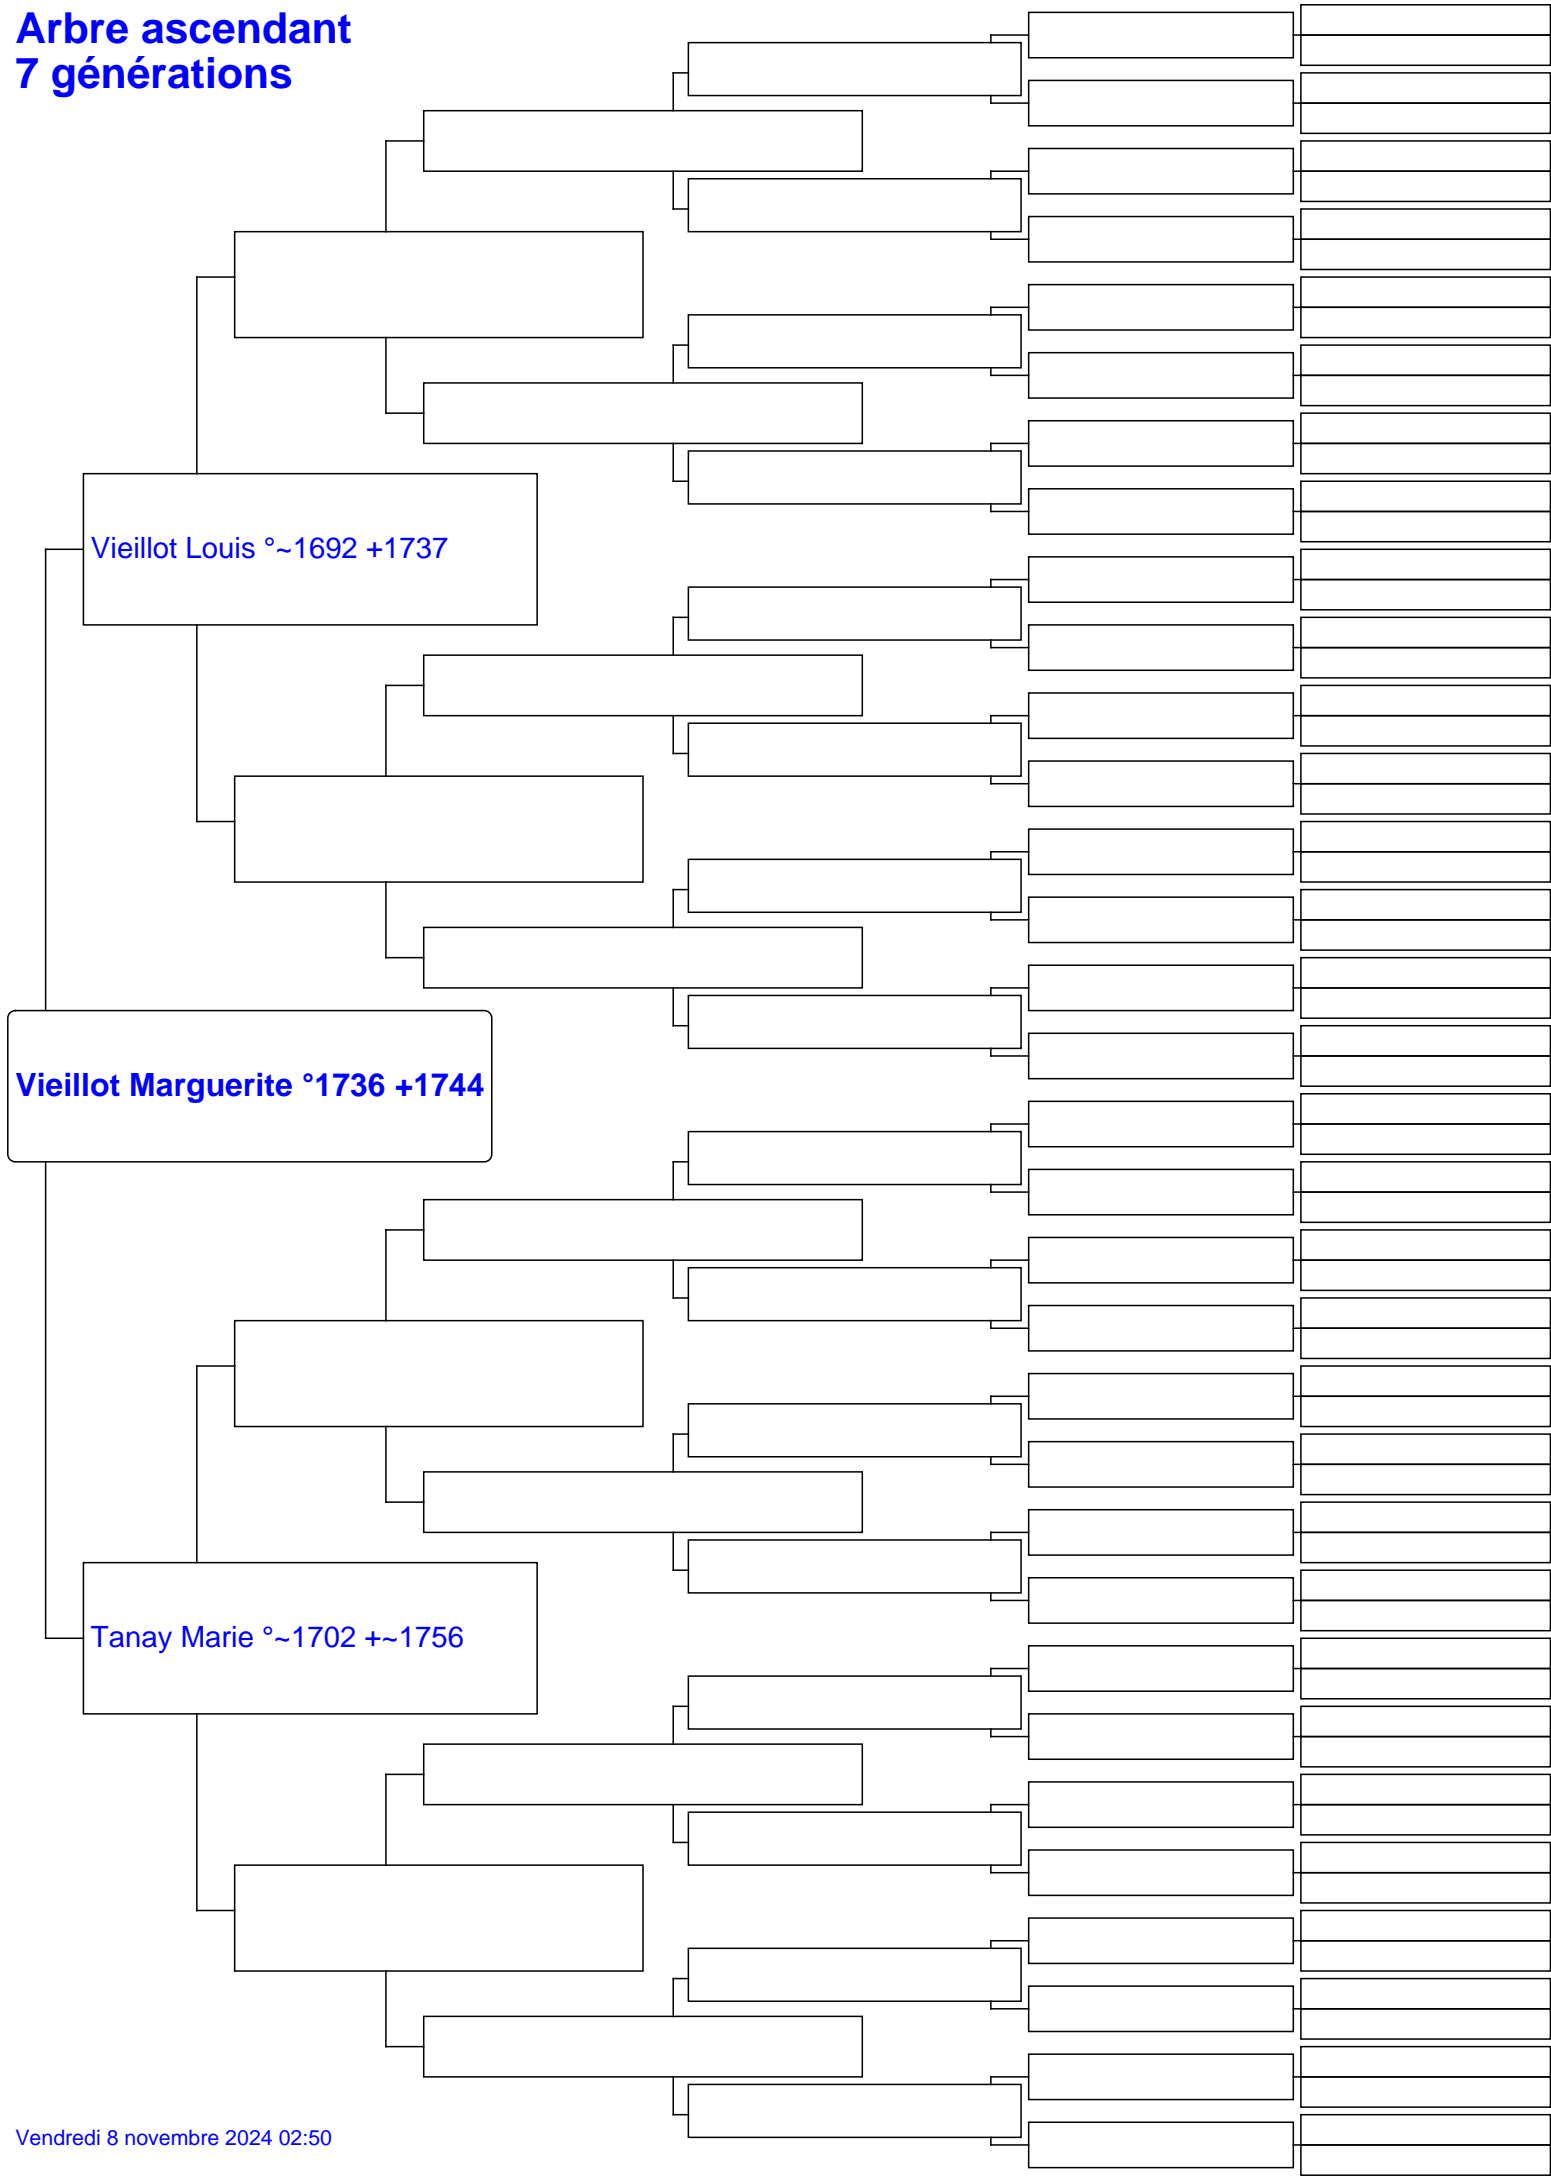 Arbre ascendant
7 générations
Vieillot Louis °~1692 +1737
Vieillot Marguerite °1736 +1744
Tanay Marie °~1702 +~1756
Vendredi 8 novembre 2024 02:50